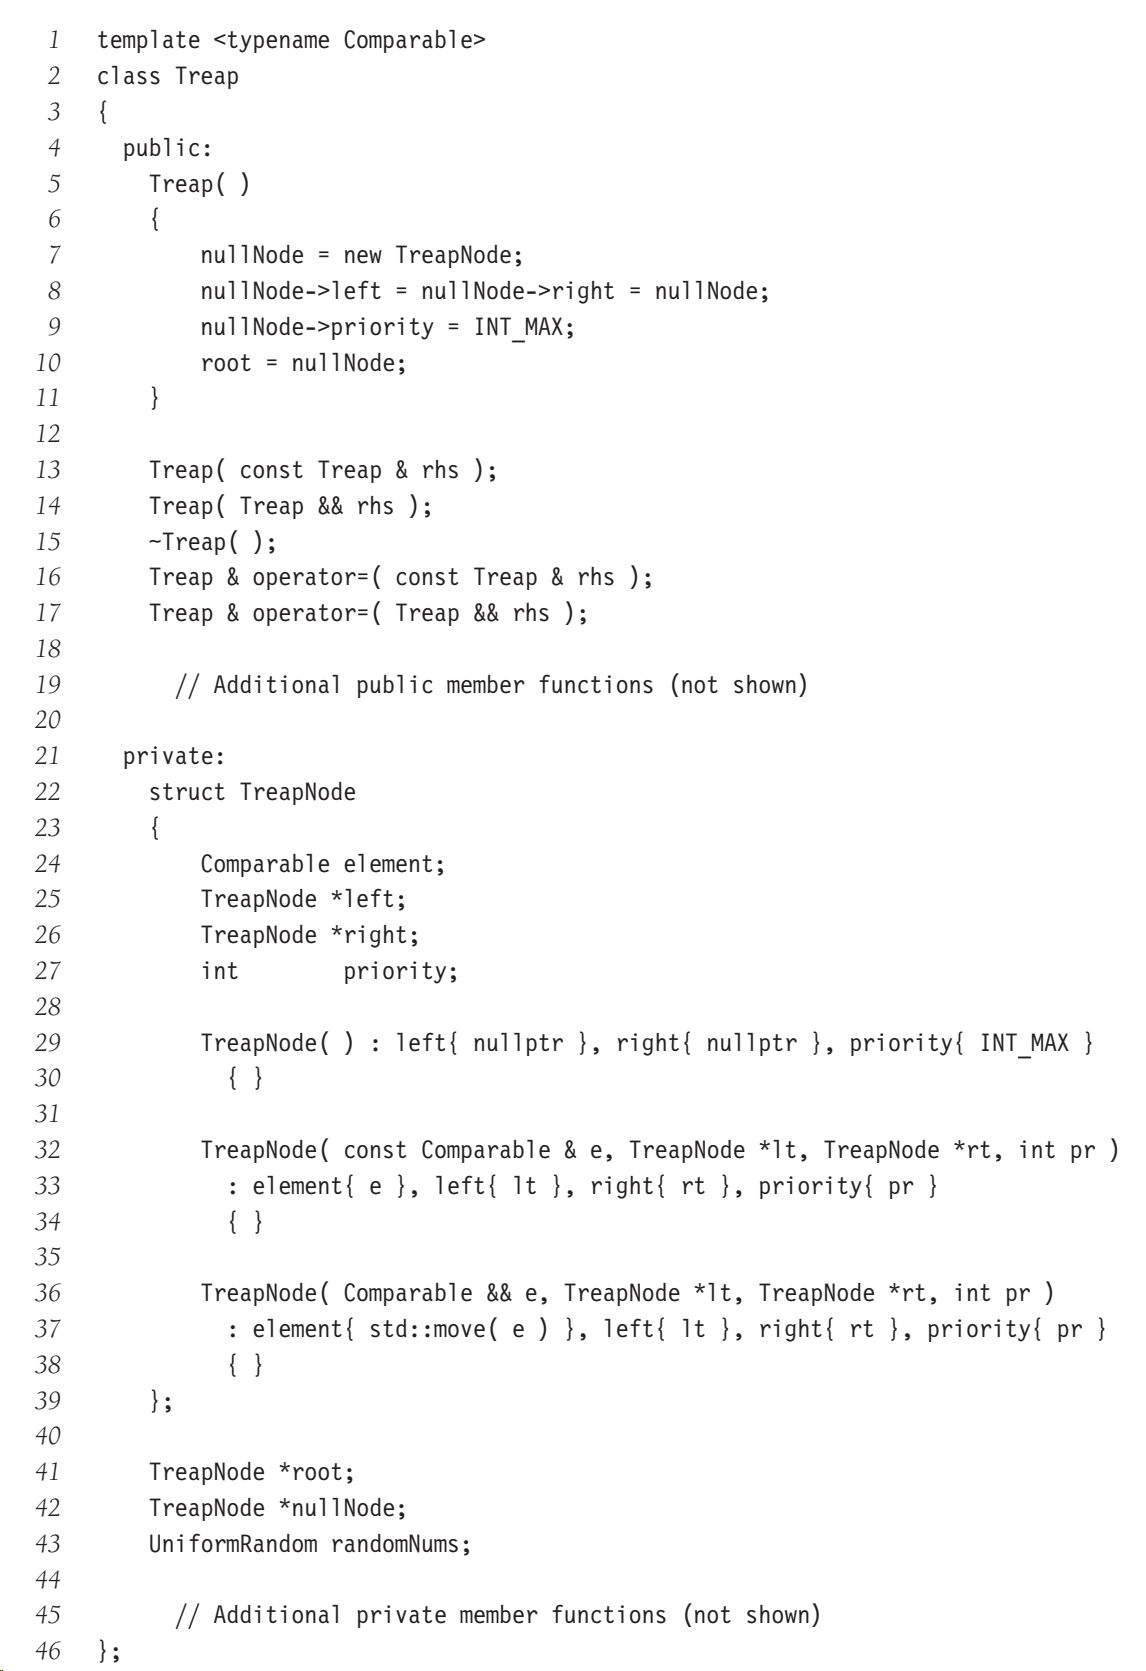 1 template <typename Comparable>
2 class Treap
3 {
4 public:
5 Treap( )
6 {
7 nullNode = new TreapNode;
8 nullNode->left = nullNode->right = nullNode;
9 nullNode->priority = INT_MAX;
10 root = nullNode;
11 }
12
13 Treap( const Treap & rhs );
14 Treap( Treap && rhs );
15 ~Treap( );
16 Treap & operator=( const Treap & rhs );
17 Treap & operator=( Treap && rhs );
18
19 // Additional public member functions (not shown)
20
21 private:
22 struct TreapNode
23 {
24 Comparable element;
25 TreapNode *left;
26 TreapNode *right;
27 int priority;
28
29 TreapNode( ) : left{ nullptr }, right{ nullptr }, priority{ INT_MAX }
30 { }
31
32 TreapNode( const Comparable & e, TreapNode *lt, TreapNode *rt, int pr )
33 : element{ e }, left{ lt }, right{ rt }, priority{ pr }
34 { }
35
36 TreapNode( Comparable && e, TreapNode *lt, TreapNode *rt, int pr )
37 : element{ std::move( e ) }, left{ lt }, right{ rt }, priority{ pr }
38 { }
39 };
40
41 TreapNode *root;
42 TreapNode *nullNode;
43 UniformRandom randomNums;
44
45 // Additional private member functions (not shown)
46 };